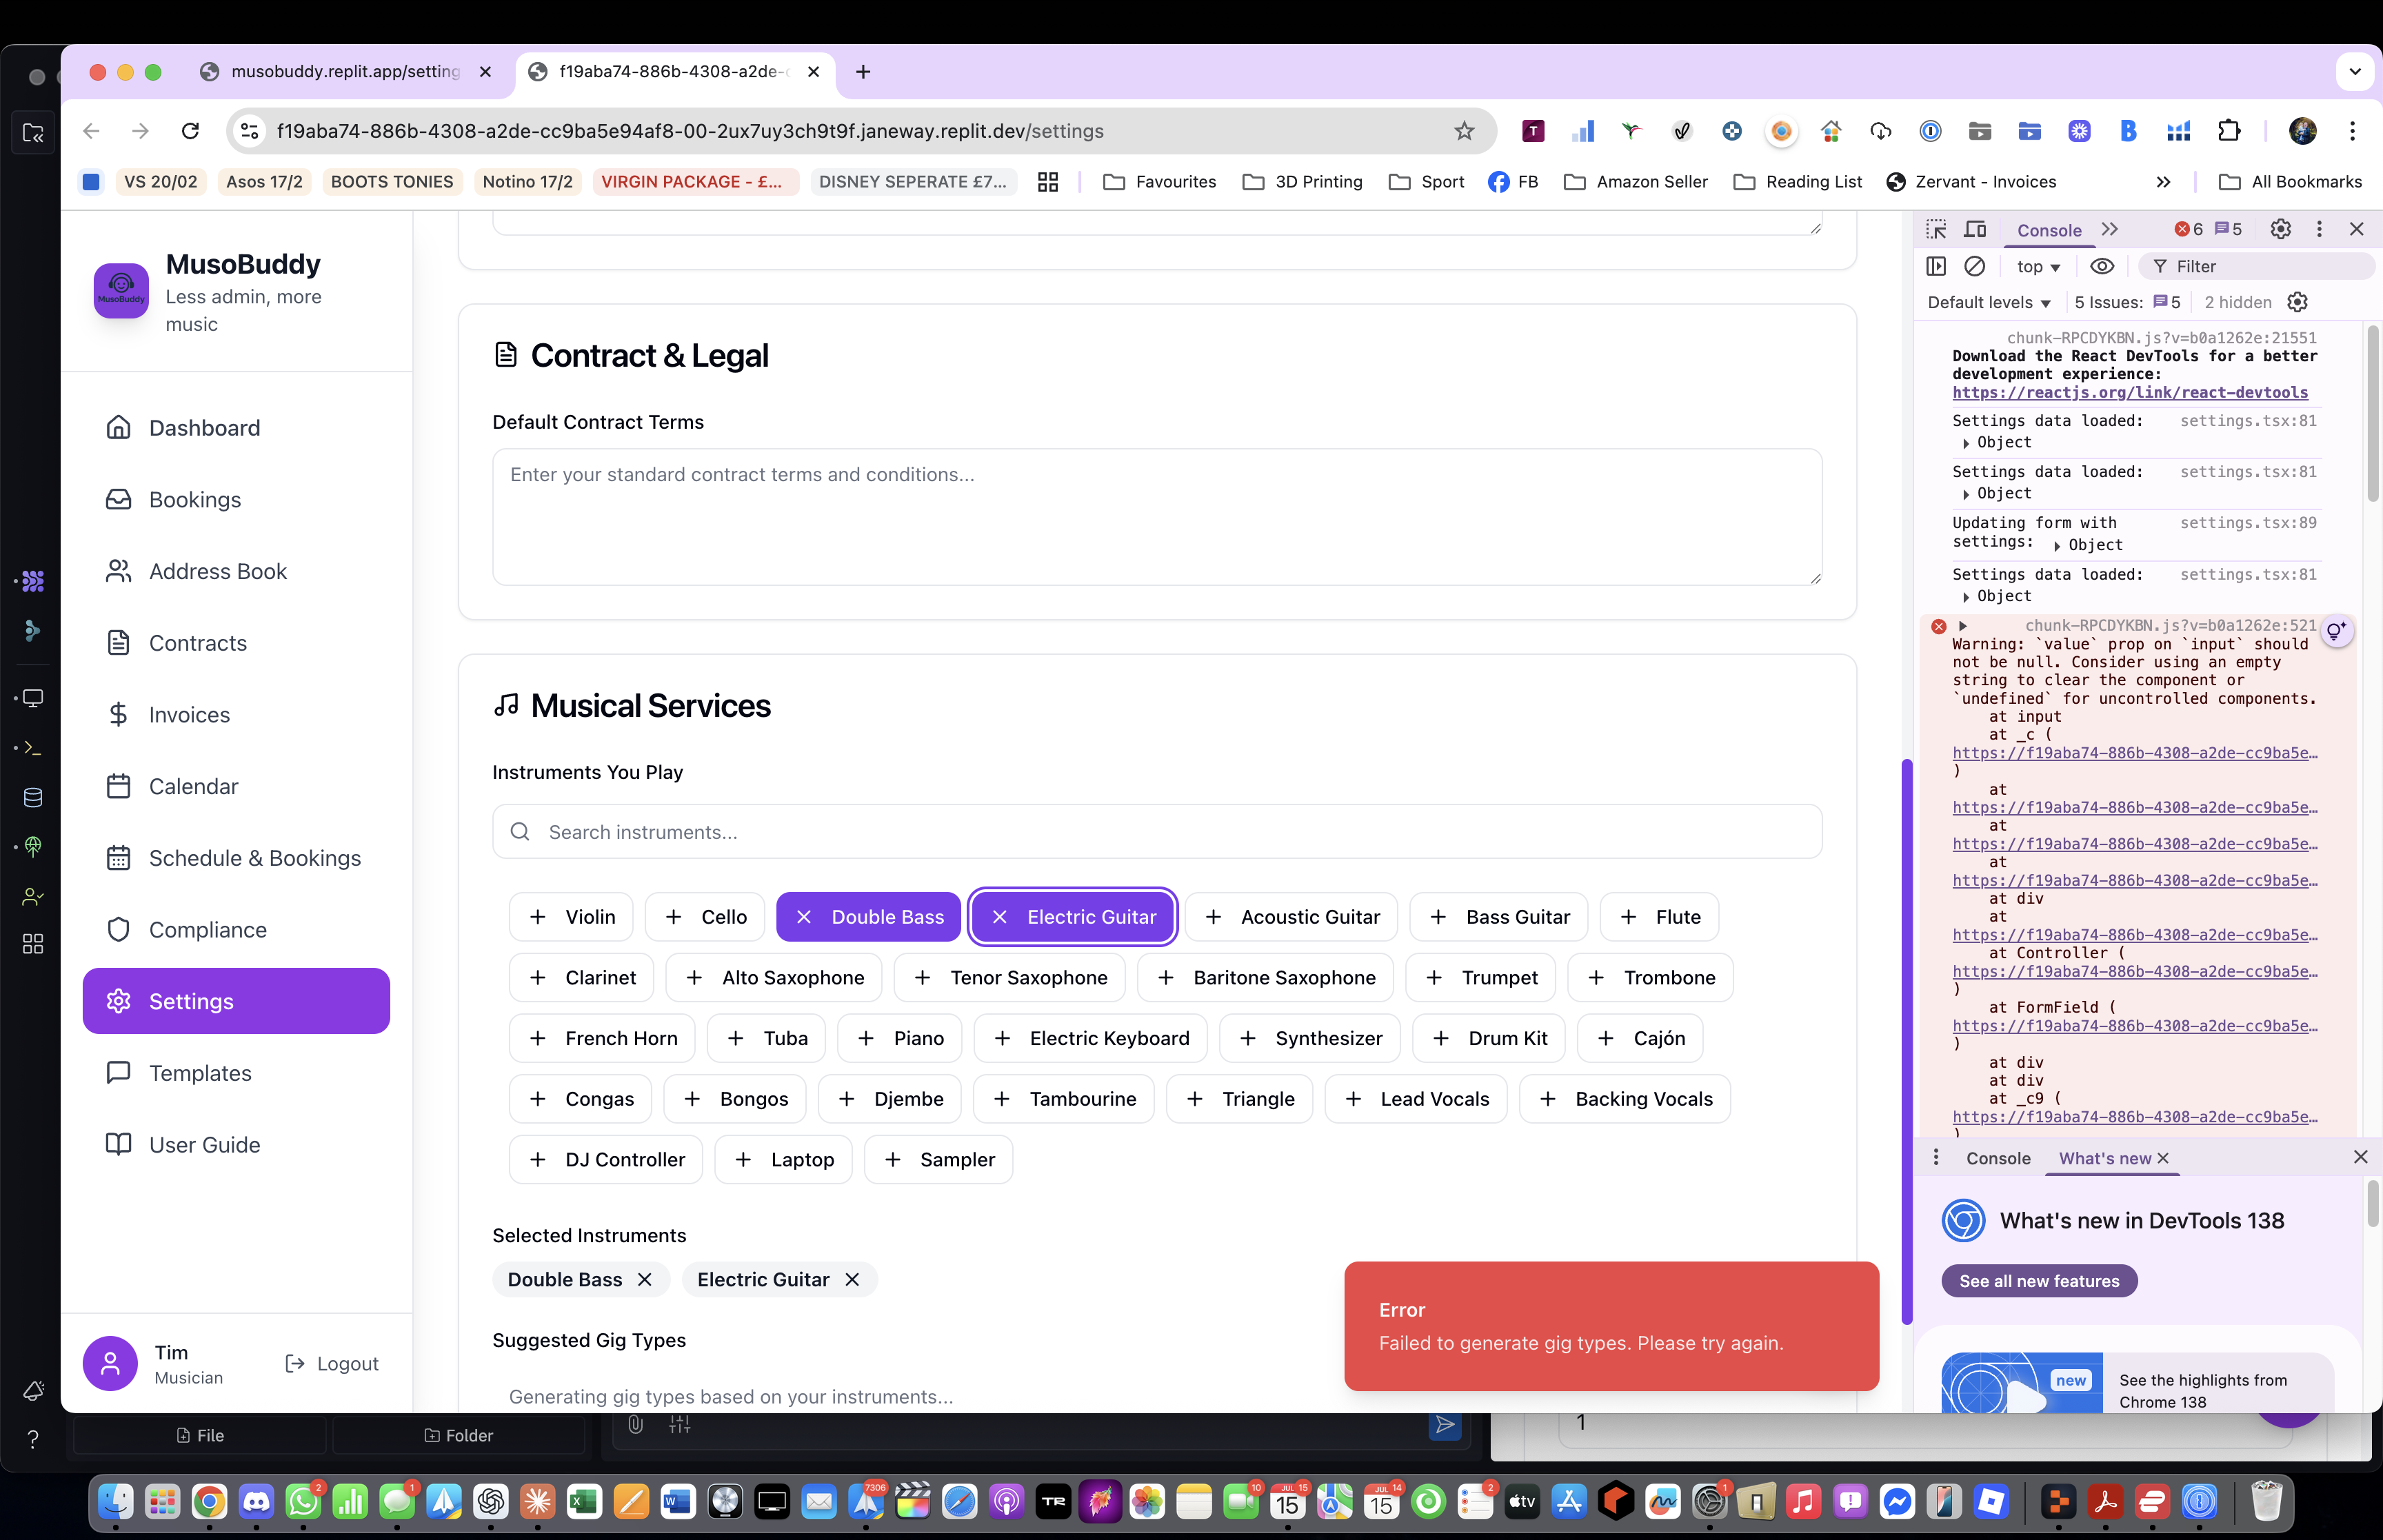 musobuddy.replit.app/setting
f19aba74-886b-4308-a2de-c
f19aba74-886b-4308-a2de-cc9ba5e94af8-00-2ux7uy3ch9t9f.janeway.replit.dev/settings
VS 20/02
Asos 17/2
BOOTS TONIES
Notino 17/2
VIRGIN PACKAGE - £...
DISNEY SEPERATE £7...
Favourites
3D Printing
Sport
FB
Amazon Seller
Reading List
Zervant - Invoices
All Bookmarks
MusoBuddy
MusoBuddy
Less admin, more
music
Dashboard
Bookings
Address Book
Contracts
Invoices
Calendar
Schedule & Bookings
Compliance
Settings
Templates
User Guide
Tim
Musician
Logout
Contract & Legal
Default Contract Terms
Enter your standard contract terms and conditions...
Musical Services
Instruments You Play
Search instruments...
Violin Cello Double Bass Electric Guitar Acoustic Guitar Bass Guitar Flute
Clarinet Alto Saxophone Tenor Saxophone Baritone Saxophone Trumpet Trombone
French Horn Tuba Piano Electric Keyboard Synthesizer Drum Kit Cajón
Congas Bongos Djembe Tambourine Triangle Lead Vocals Backing Vocals
DJ Controller Laptop Sampler
Selected Instruments
Double Bass Electric Guitar
Suggested Gig Types
Generating gig types based on your instruments...
Error
Failed to generate gig types. Please try again.
Console
6
5
top
Filter
Default levels
5 Issues: 5
2 hidden
chunk-RPCDYKBN.js?v=b0a1262e:21551
Download the React DevTools for a better
development experience:
https://reactjs.org/link/react-devtools
Settings data loaded: settings.tsx:81
Object
Settings data loaded: settings.tsx:81
Object
Updating form with settings.tsx:89
settings: Object
Settings data loaded: settings.tsx:81
Object
chunk-RPCDYKBN.js?v=b0a1262e:521
Warning: `value` prop on `input` should
not be null. Consider using an empty
string to clear the component or
`undefined` for uncontrolled components.
at input
at _c (
https://f19aba74-886b-4308-a2de-cc9ba5e…
)
at
https://f19aba74-886b-4308-a2de-cc9ba5e…
at
https://f19aba74-886b-4308-a2de-cc9ba5e…
at
https://f19aba74-886b-4308-a2de-cc9ba5e…
at div
at
https://f19aba74-886b-4308-a2de-cc9ba5e…
at Controller (
https://f19aba74-886b-4308-a2de-cc9ba5e…
)
at FormField (
https://f19aba74-886b-4308-a2de-cc9ba5e…
)
at div
at div
at _c9 (
https://f19aba74-886b-4308-a2de-cc9ba5e…
)
Console
What's new
What's new in DevTools 138
See all new features
new
See the highlights from
Chrome 138
File
Folder
1
2
1
W
TR
7306
10
JUL 15
15
15
JUL 14
15
2
tv
1